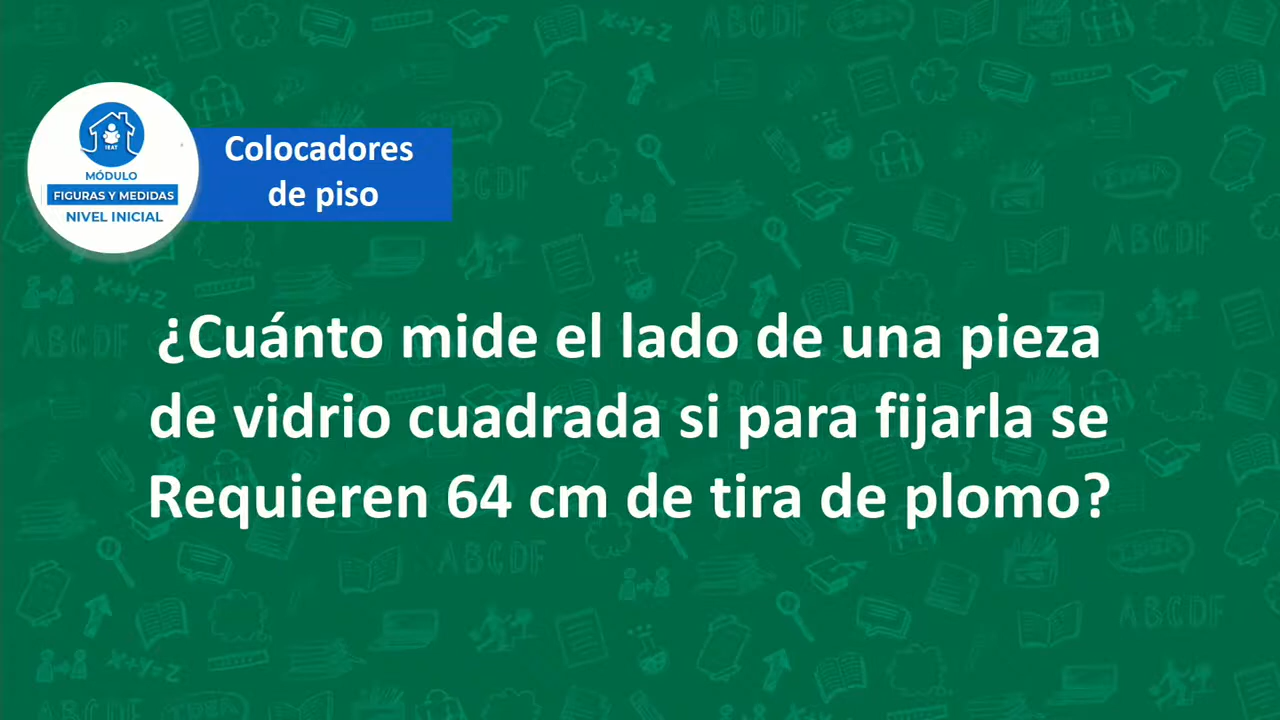 IEAT
MÓDULO
FIGURAS Y MEDIDAS
NIVEL INICIAL
Colocadores
de piso
¿Cuánto mide el lado de una pieza
de vidrio cuadrada si para fijarla se
Requieren 64 cm de tira de plomo?